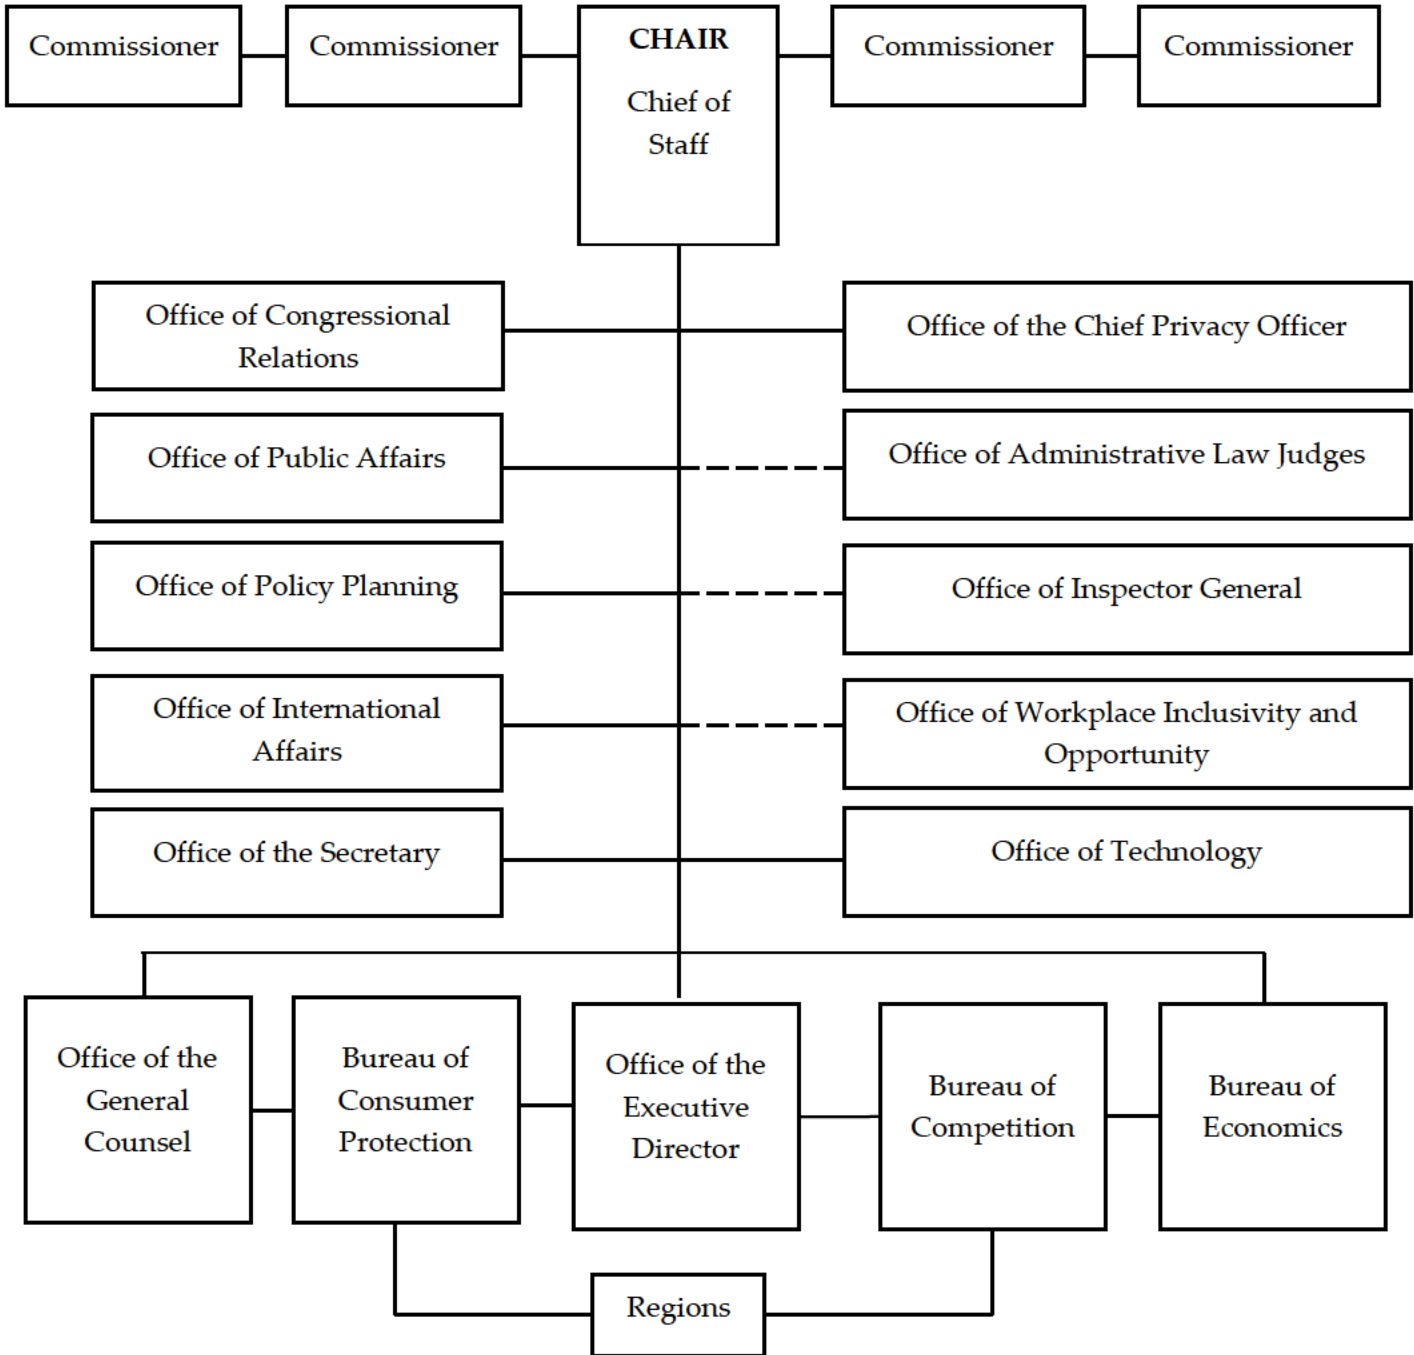 Commissioner
Commissioner
CHAIR
Chief of
Staff
Commissioner
Commissioner
Office of Congressional
Relations
Office of the Chief Privacy Officer
Office of Public Affairs
Office of Administrative Law Judges
Office of Policy Planning
Office of Inspector General
Office of International
Affairs
Office of Workplace Inclusivity and
Opportunity
Office of the Secretary
Office of Technology
Office of the
General
Counsel
Bureau of
Consumer
Protection
Office of the
Executive
Director
Bureau of
Competition
Bureau of
Economics
Regions